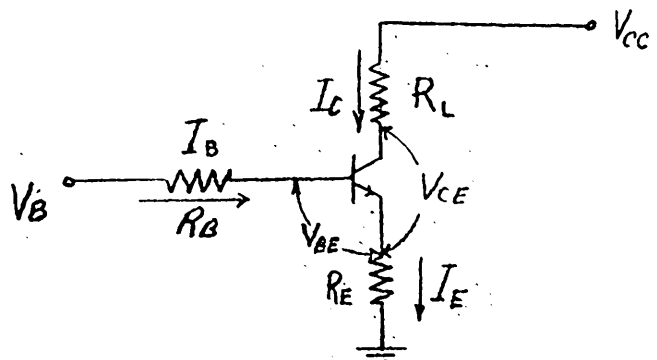 V_CC
I_C
R_L
I_B
V_B
R_B
V_CE
V_BE
R_E
I_E